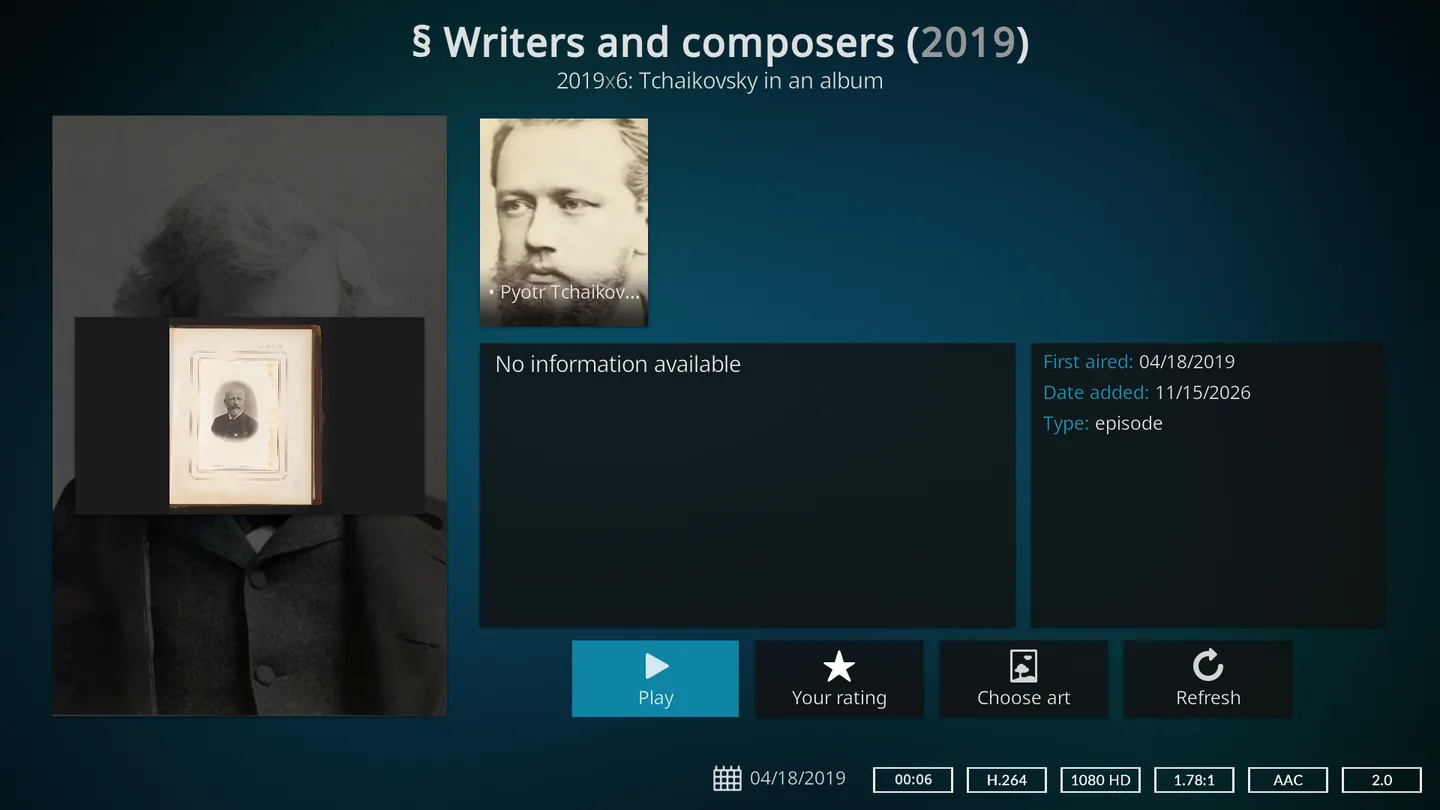 § Writers and composers (2019)
2019x6: Tchaikovsky in an album
• Pyotr Tchaikov...
No information available
First aired: 04/18/2019
Date added: 11/15/2026
Type: episode
Play
Your rating
Choose art
Refresh
04/18/2019
00:06
H.264
1080 HD
1.78:1
AAC
2.0